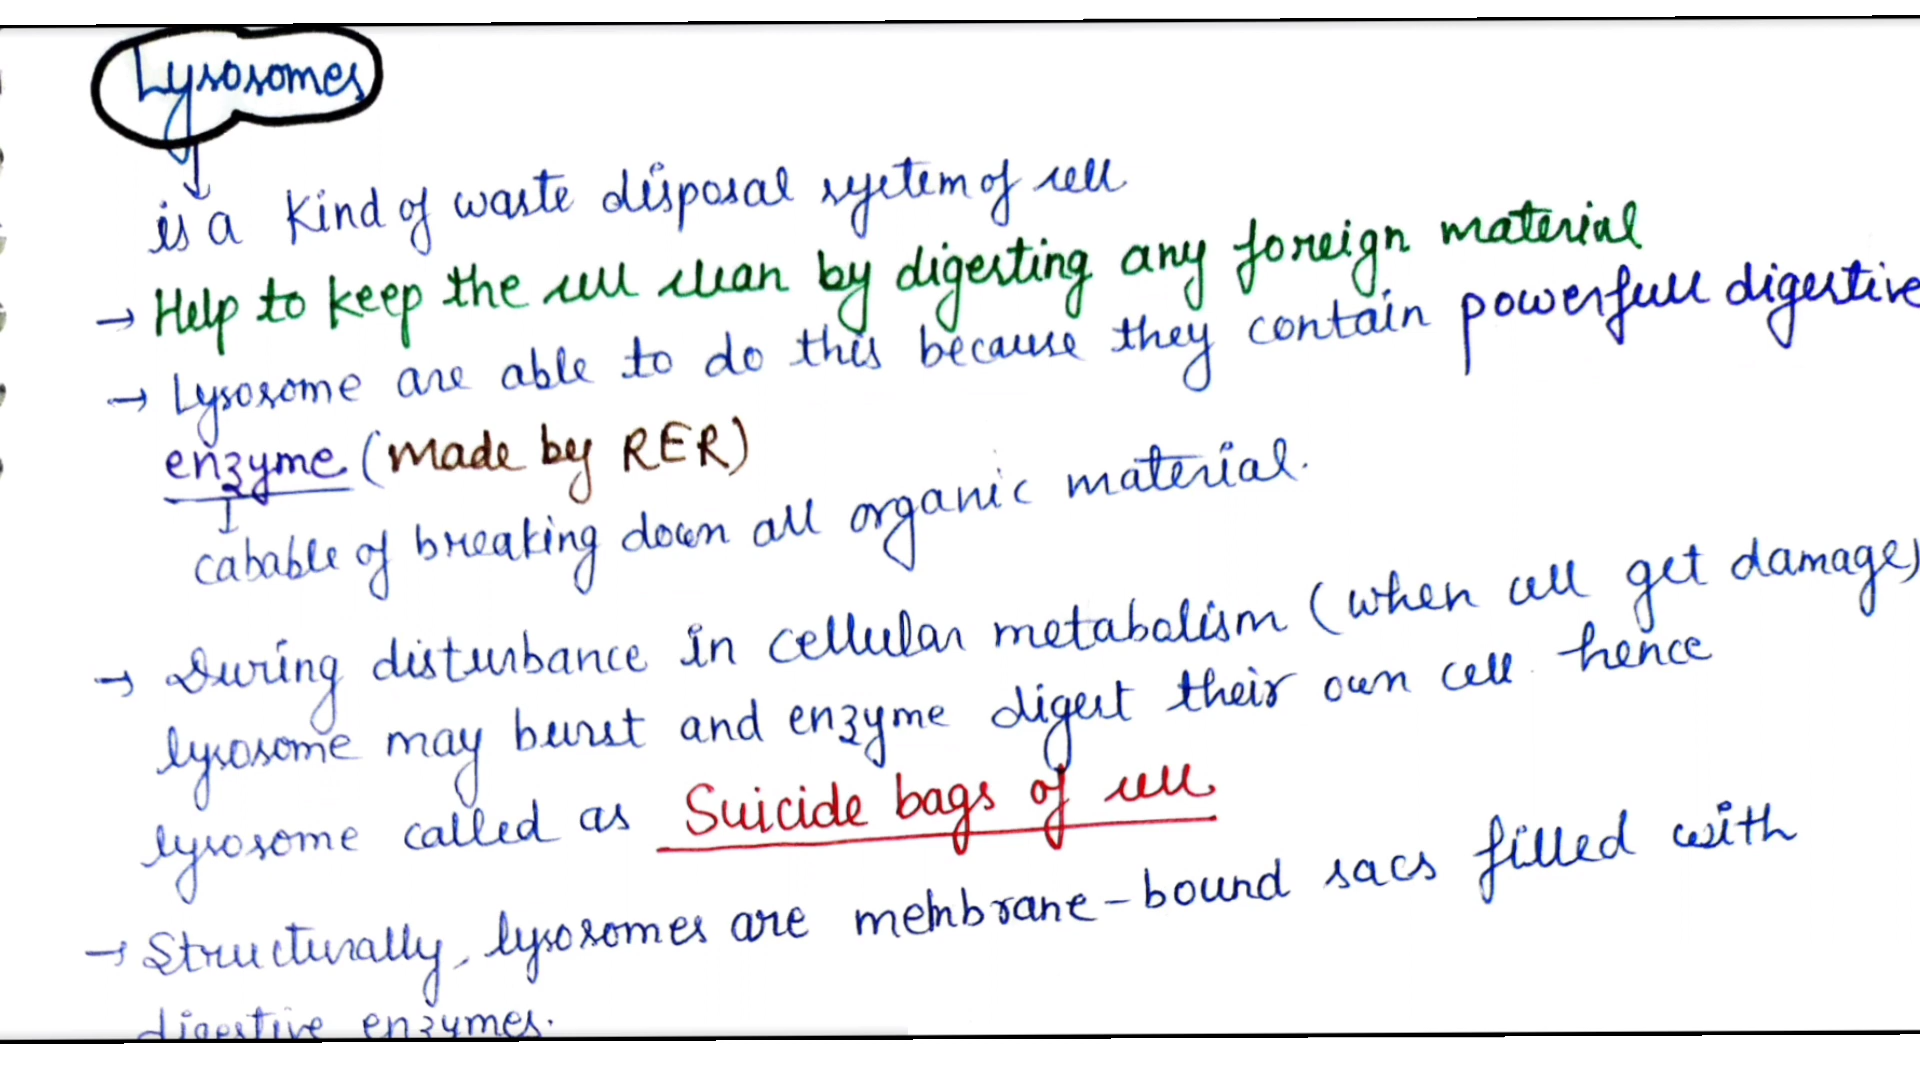 Lysosomes
is a kind of waste disposal system of cell
→ Help to keep the cell clean by digesting any foreign material
→ Lysosome are able to do this because they contain powerfull digestive
enzyme (made by RER)
cabable of breaking down all organic material.
→ During disturbance in cellular metabolism (when cell get damage)
lysosome may burst and enzyme digest their own cell hence
lysosome called as Suicide bags of cell
→ Structurally, lysosomes are membrane-bound sacs filled with
digestive enzymes.